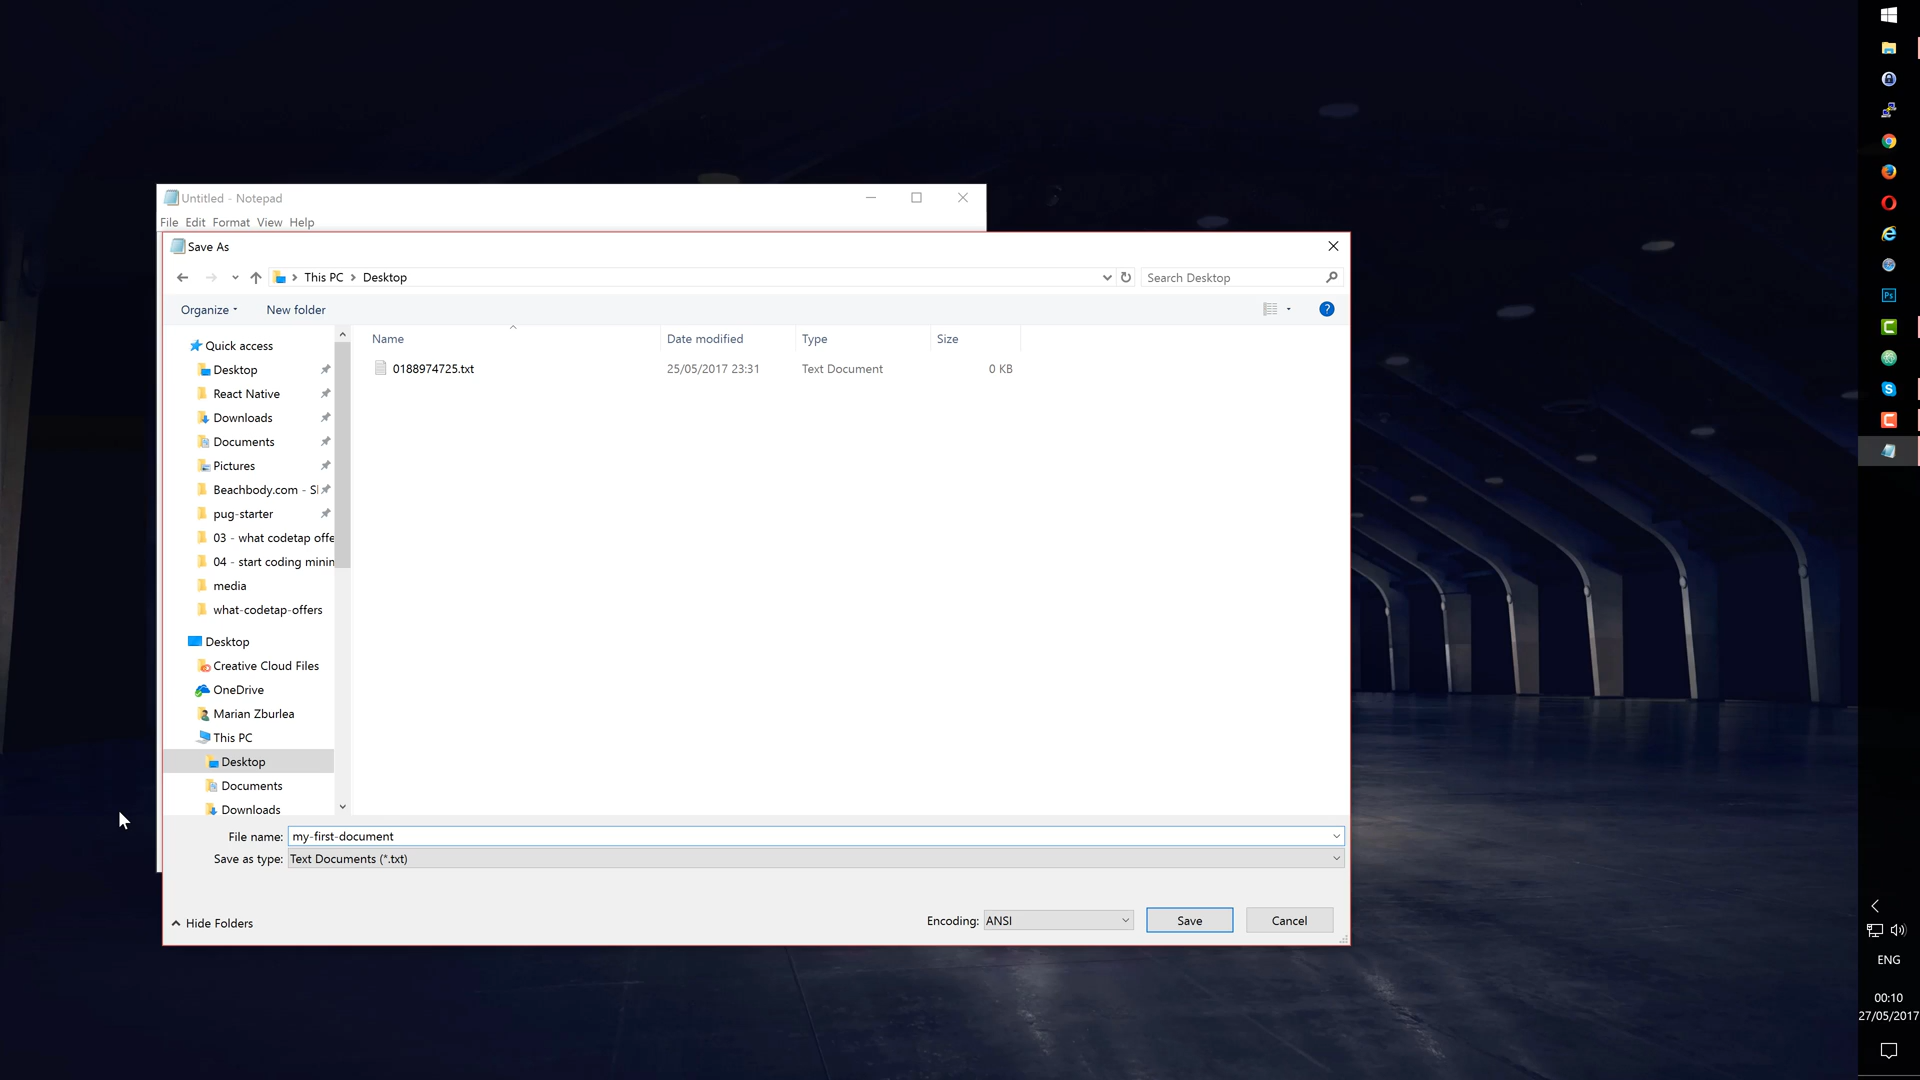 Untitled - Notepad
File Edit Format View Help
Save As
This PC > Desktop
Search Desktop
Organize New folder
Name Date modified Type Size
0188974725.txt 25/05/2017 23:31 Text Document 0 KB
Quick access
Desktop
React Native
Downloads
Documents
Pictures
Beachbody.com - Sl
pug-starter
03 - what codetap offe
04 - start coding minin
media
what-codetap-offers
Desktop
Creative Cloud Files
OneDrive
Marian Zburlea
This PC
Desktop
Documents
Downloads
File name: my-first-document
Save as type: Text Documents (*.txt)
Hide Folders
Encoding: ANSI Save Cancel
Ps
ENG
00:10
27/05/2017